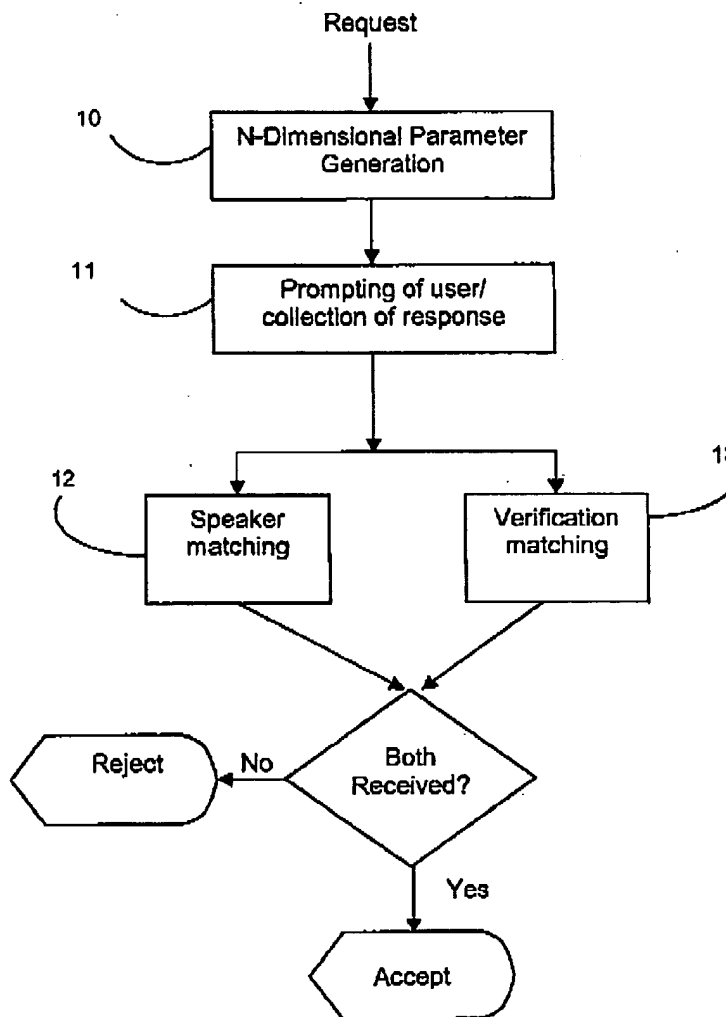 Request
10
N-Dimensional Parameter
Generation
11
Prompting of user/
collection of response
12
Speaker
matching
Verification
matching
Reject
No
Both
Received?
Yes
Accept